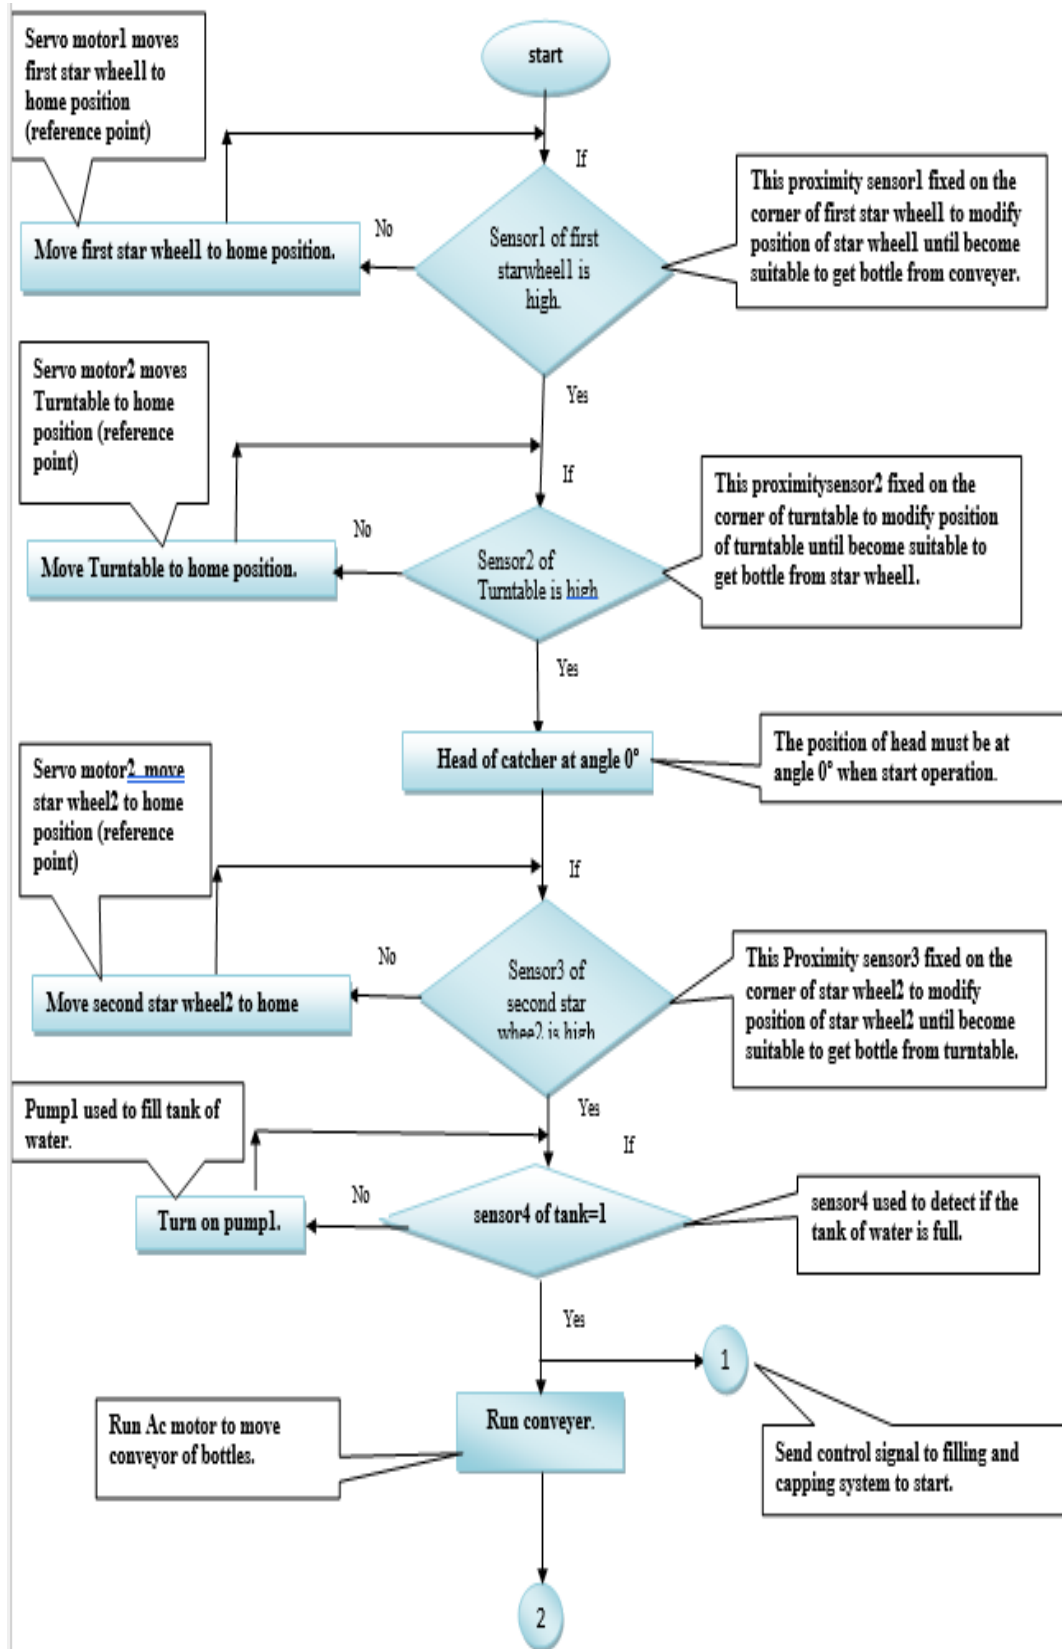 start
Servo motor1 moves
first star wheel1 to
home position
(reference point)
If
This proximity sensor1 fixed on the
corner of first star wheel1 to modify
position of star wheel1 until become
suitable to get bottle from conveyer.
Sensor1 of first
starwheel1 is
high.
No
Move first star wheel1 to home position.
Yes
Servo motor2 moves
Turntable to home
position (reference
point)
If
This proximitysensor2 fixed on the
corner of turntable to modify position
of turntable until become suitable to
get bottle from star wheel1.
No
Sensor2 of
Turntable is high
Move Turntable to home position.
Yes
Head of catcher at angle 0°
The position of head must be at
angle 0° when start operation.
Servo motor2 move
star wheel2 to home
position (reference
point)
If
No
Sensor3 of
second star
whee2 is high
This Proximity sensor3 fixed on the
corner of star wheel2 to modify
position of star wheel2 until become
suitable to get bottle from turntable.
Move second star wheel2 to home
Yes
Pump1 used to fill tank of
water.
If
No
Turn on pump1.
sensor4 of tank=1
sensor4 used to detect if the
tank of water is full.
Yes
1
Run conveyer.
Run Ac motor to move
conveyor of bottles.
Send control signal to filling and
capping system to start.
2